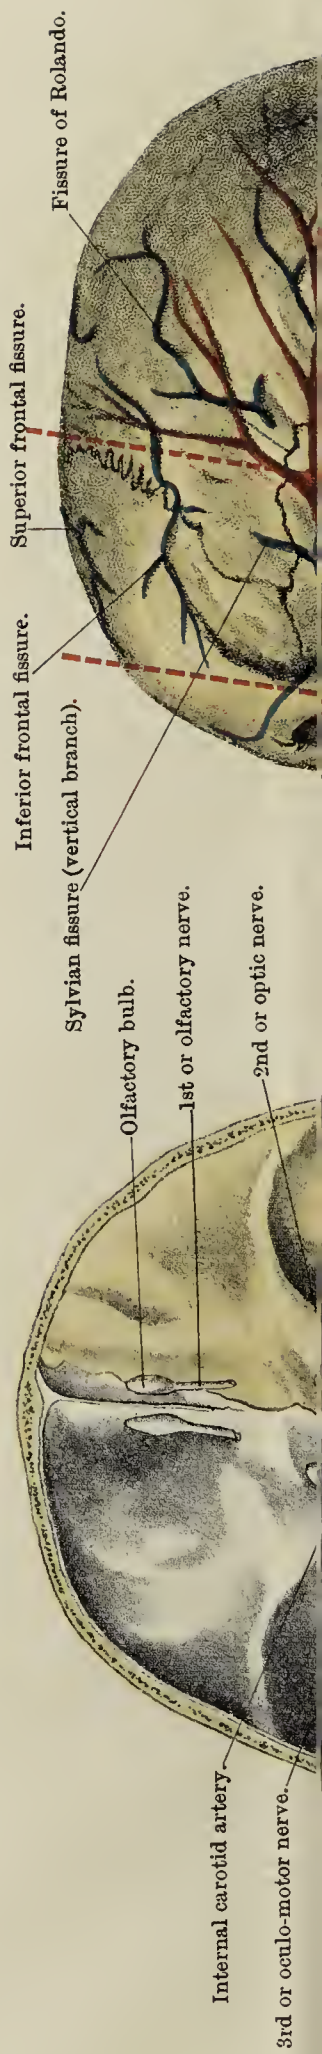 Fissure of Rolando.
Superior frontal fissure.
Inferior frontal fissure.
Sylvian fissure (vertical branch).
Olfactory bulb.
1st or olfactory nerve.
2nd or optic nerve.
Internal carotid artery.
3rd or oculo-motor nerve.